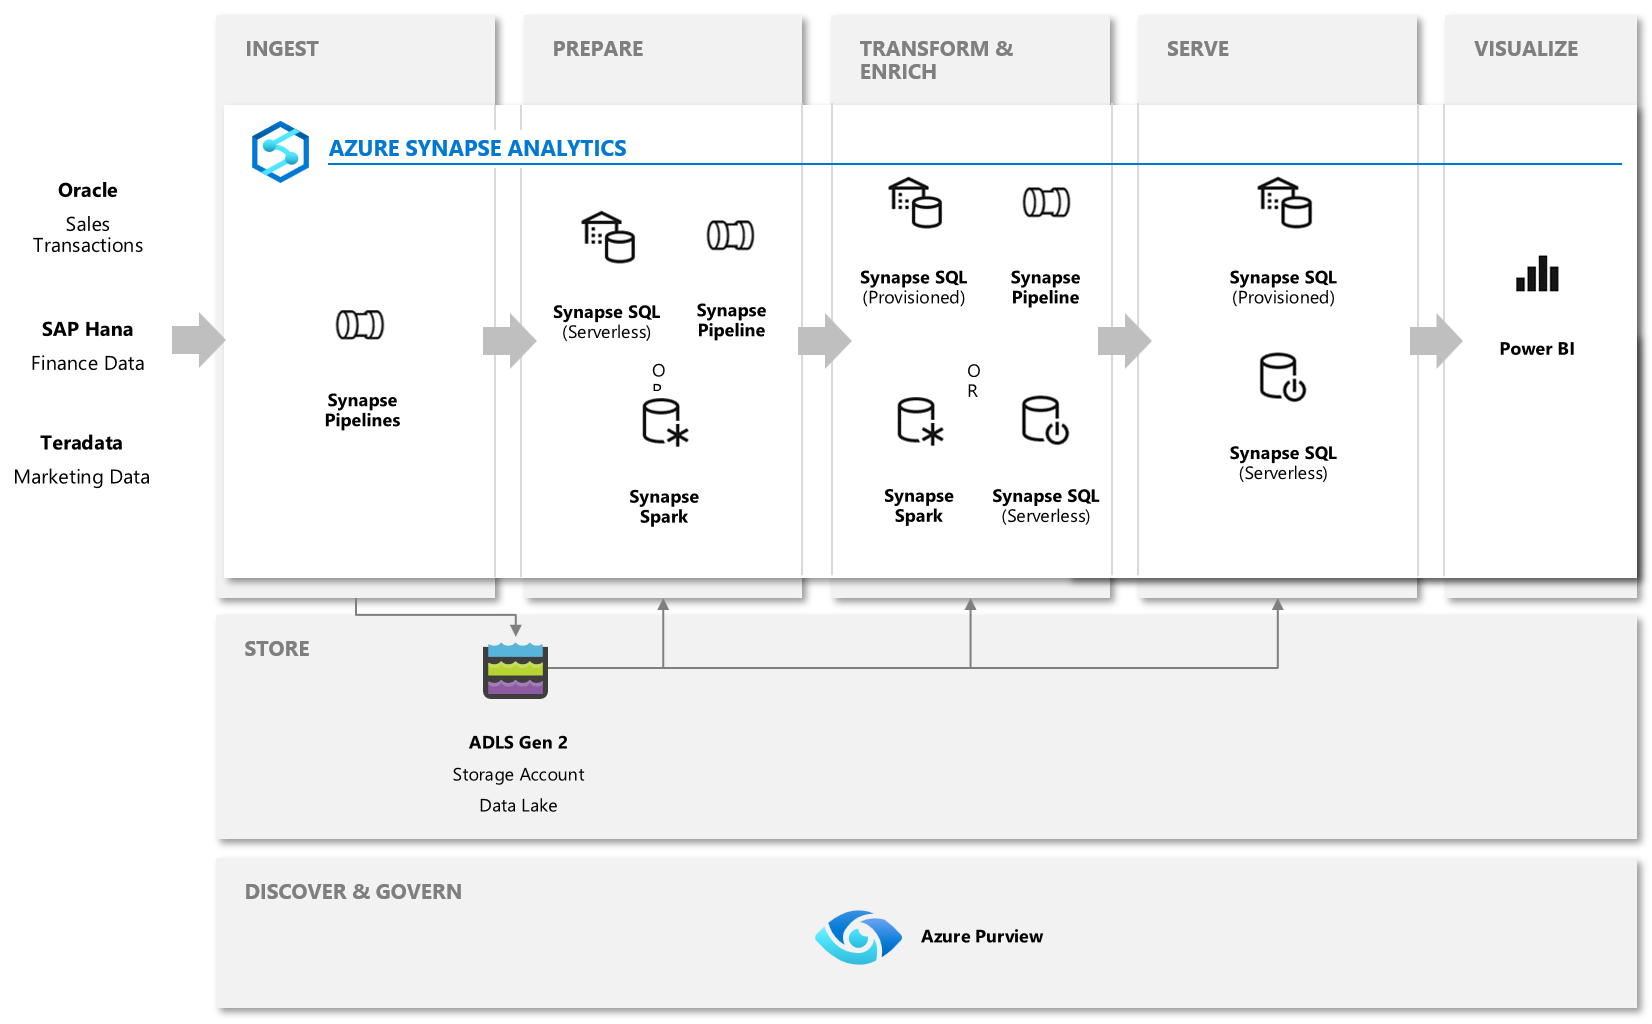 INGEST
PREPARE
TRANSFORM &
ENRICH
SERVE
VISUALIZE
AZURE SYNAPSE ANALYTICS
Oracle
Sales
Transactions
SAP Hana
Finance Data
Teradata
Marketing Data
Synapse
Pipelines
Synapse SQL
(Serverless)
Synapse
Pipeline
O
R
Synapse
Spark
Synapse SQL
(Provisioned)
Synapse
Pipeline
O
R
Synapse
Spark
Synapse SQL
(Serverless)
Synapse SQL
(Provisioned)
Synapse SQL
(Serverless)
Power BI
STORE
ADLS Gen 2
Storage Account
Data Lake
DISCOVER & GOVERN
Azure Purview